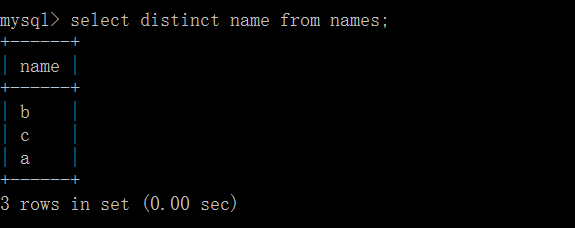 mysql> select distinct name from names;
+------+
| name |
+------+
| b    |
| c    |
| a    |
+------+
3 rows in set (0.00 sec)